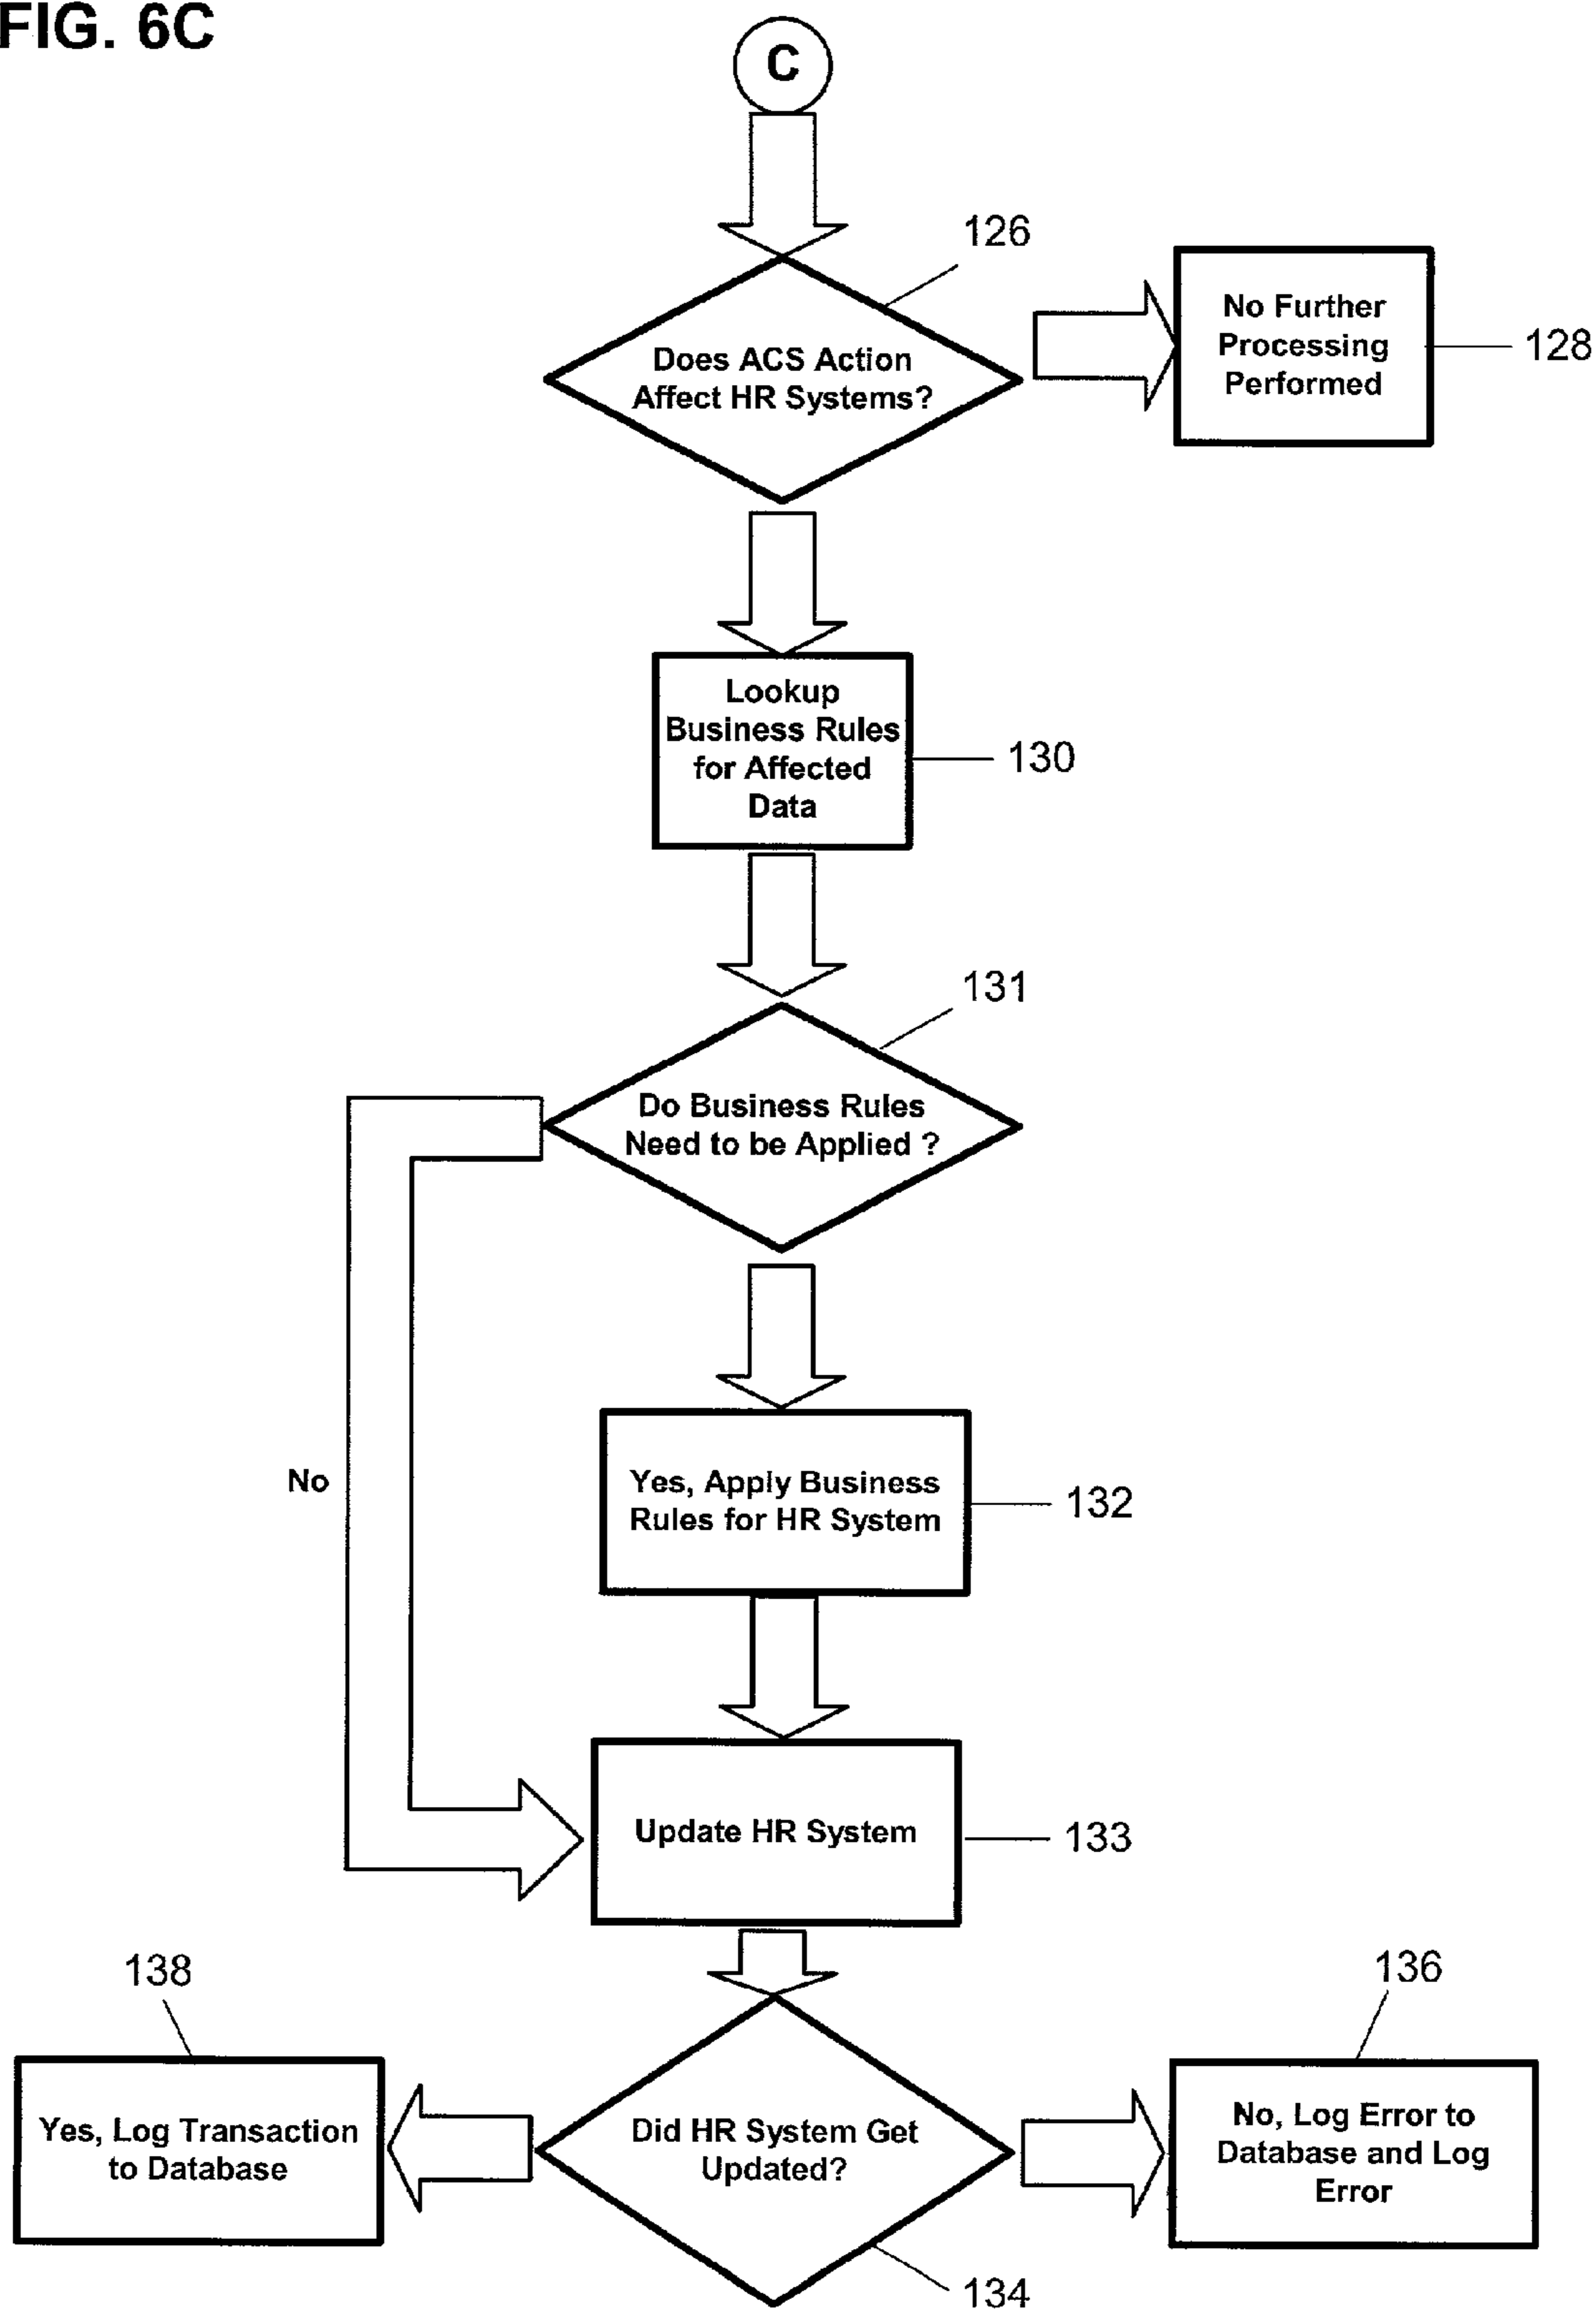 FIG. 6C
C
126
Does ACS Action
Affect HR Systems?
No Further
Processing
Performed
128
Lookup
Business Rules
for Affected
Data
130
131
Do Business Rules
Need to be Applied ?
No
Yes, Apply Business
Rules for HR System
132
Update HR System
133
138
136
Yes, Log Transaction
to Database
Did HR System Get
Updated?
No, Log Error to
Database and Log
Error
134